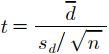 t = d̅ / (s_d / √n)